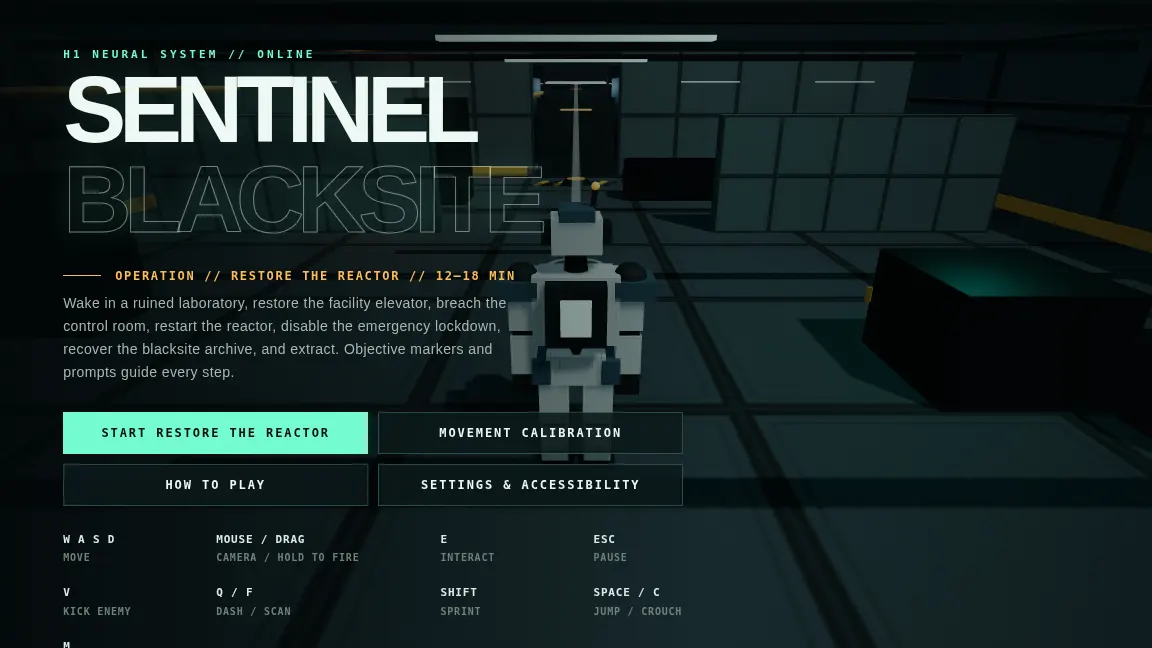 H1 NEURAL SYSTEM // ONLINE
SENTINEL
BLACKSITE
OPERATION // RESTORE THE REACTOR // 12–18 MIN
Wake in a ruined laboratory, restore the facility elevator, breach the
control room, restart the reactor, disable the emergency lockdown,
recover the blacksite archive, and extract. Objective markers and
prompts guide every step.
START RESTORE THE REACTOR
MOVEMENT CALIBRATION
HOW TO PLAY
SETTINGS & ACCESSIBILITY
W A S D
MOVE
MOUSE / DRAG
CAMERA / HOLD TO FIRE
E
INTERACT
ESC
PAUSE
V
KICK ENEMY
Q / F
DASH / SCAN
SHIFT
SPRINT
SPACE / C
JUMP / CROUCH
M